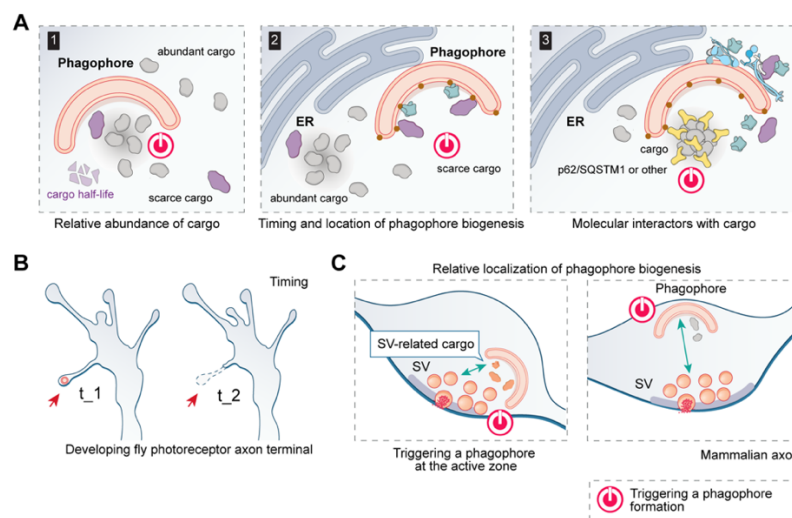 A
1
abundant cargo
Phagophore
cargo half-life
scarce cargo
Relative abundance of cargo
2
Phagophore
ER
scarce cargo
abundant cargo
Timing and location of phagophore biogenesis
3
ER
cargo
p62/SQSTM1 or other
Molecular interactors with cargo
B
Timing
t_1
t_2
Developing fly photoreceptor axon terminal
C
Relative localization of phagophore biogenesis
SV-related cargo
SV
Triggering a phagophore
at the active zone
Phagophore
SV
Mammalian axo
Triggering a phagophore
formation